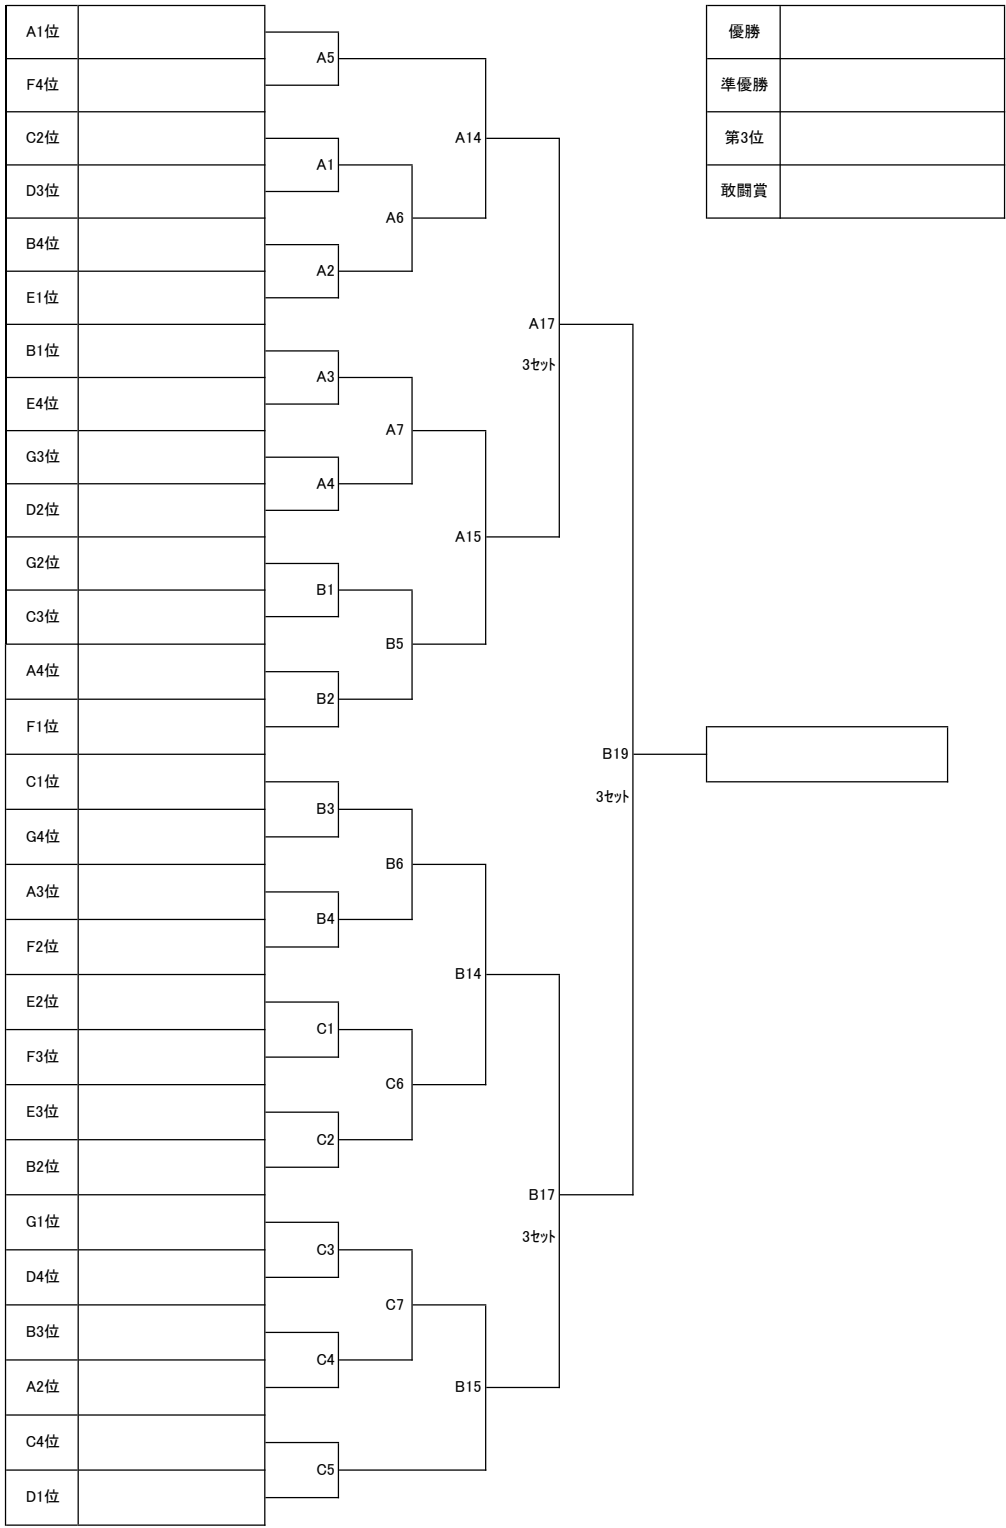 A1位
F4位
C2位
D3位
B4位
E1位
B1位
E4位
G3位
D2位
G2位
C3位
A4位
F1位
C1位
G4位
A3位
F2位
E2位
F3位
E3位
B2位
G1位
D4位
B3位
A2位
C4位
D1位
A5
A1
A2
A3
A4
B1
B2
B3
B4
C1
C2
C3
C4
C5
A6
A7
B5
B6
C6
C7
A14
A15
B14
B15
A17
3セット
B17
3セット
B19
3セット
優勝
準優勝
第3位
敢闘賞